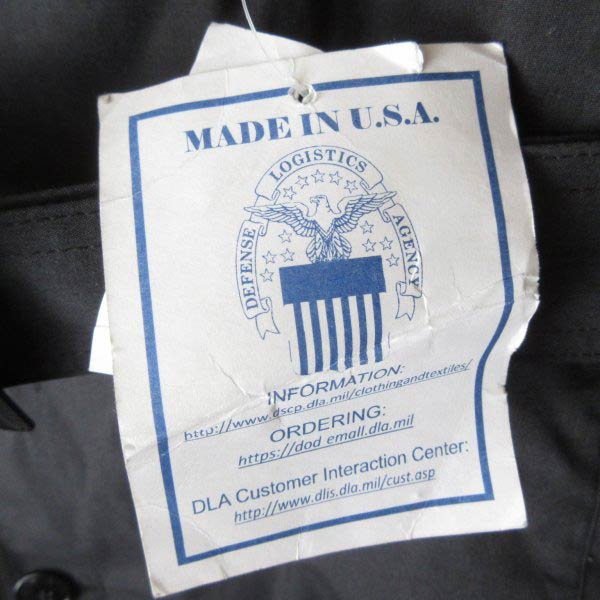 MADE IN U.S.A.
DEFENSE LOGISTICS AGENCY
INFORMATION:
http://www.dscp.dla.mil/clothingandtextiles/
ORDERING:
https://dod emall.dla.mil
DLA Customer Interaction Center:
http://www.dlis.dla.mil/cust.asp